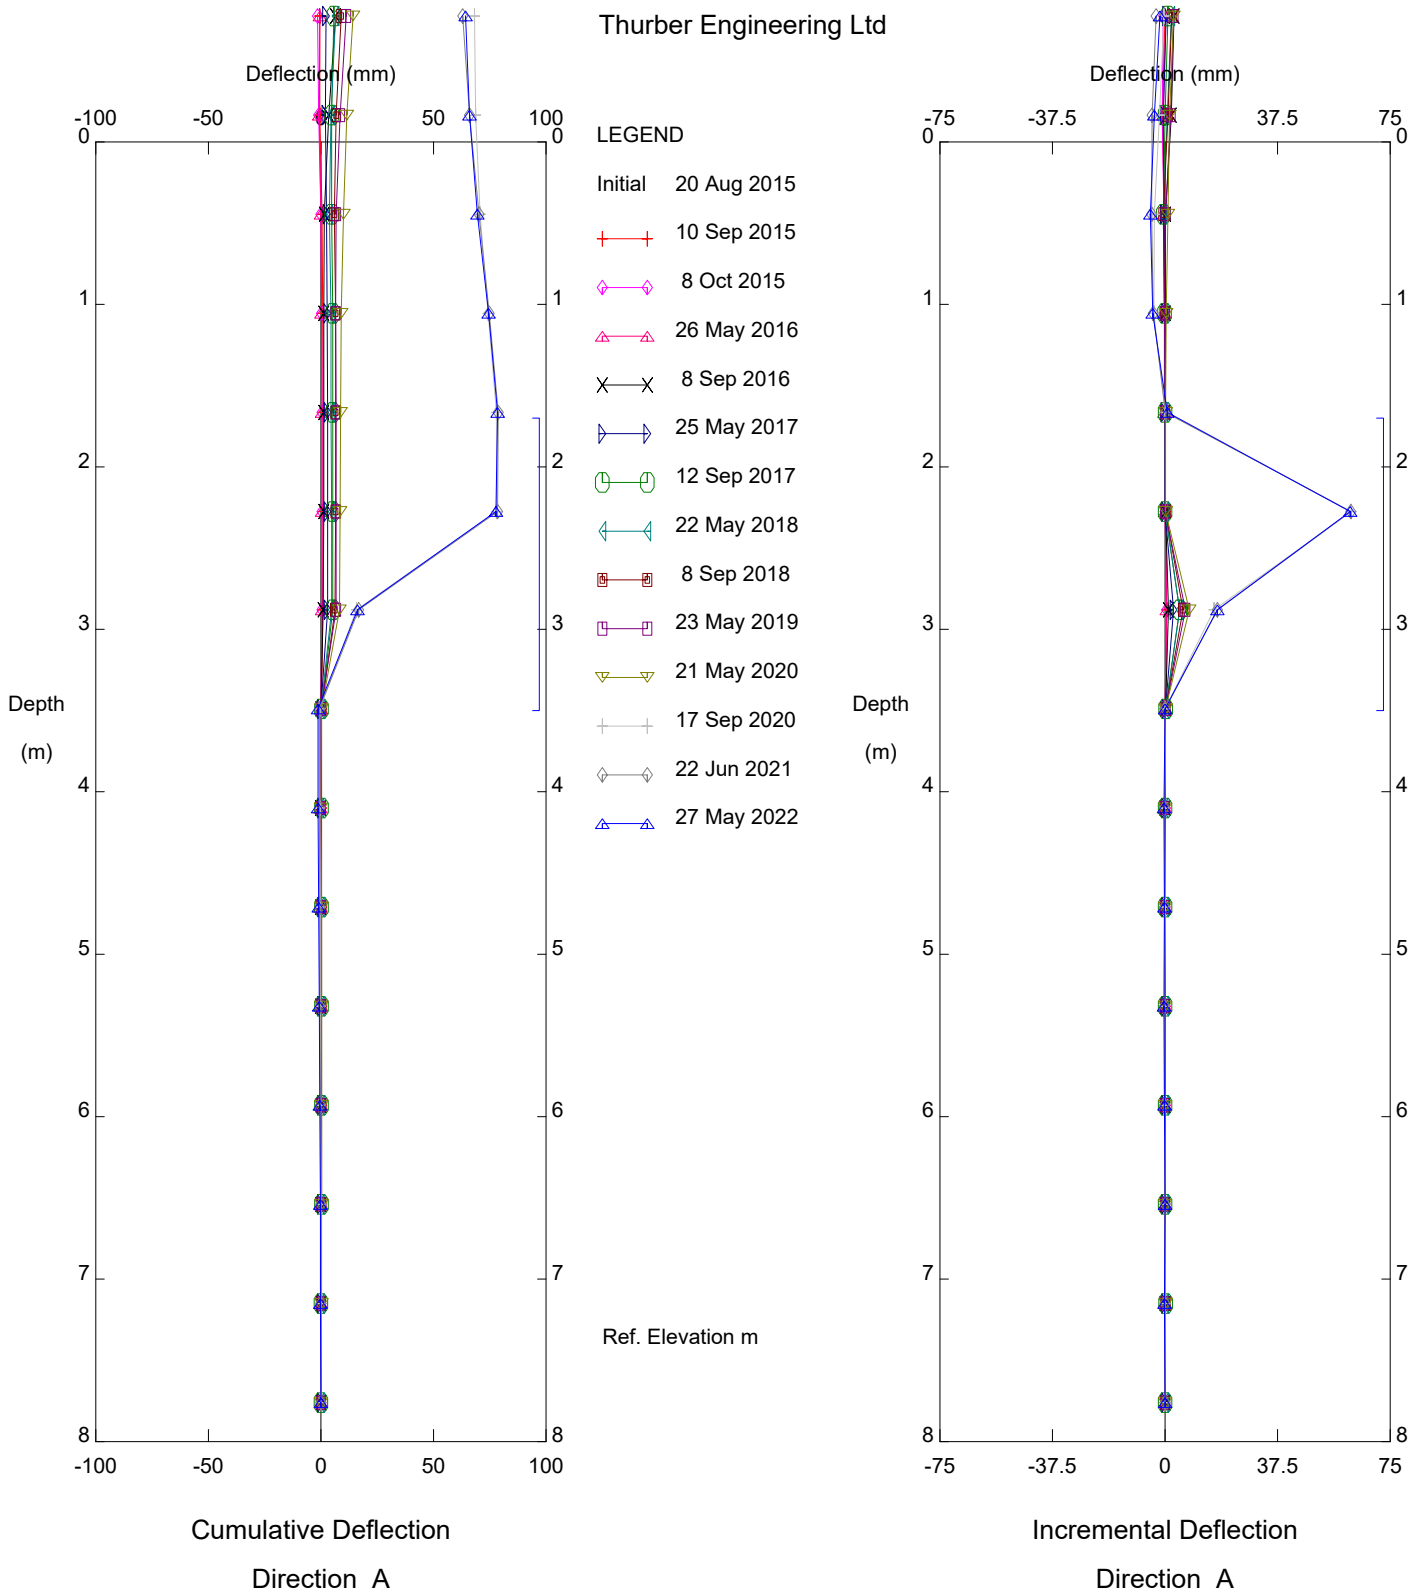 Thurber Engineering Ltd
Deflection (mm)
-100 -50 50 100
0 0
1 1
2 2
3 3
Depth
(m)
4 4
5 5
6 6
7 7
8 8
-100 -50 0 50 100
Cumulative Deflection
Direction A
LEGEND
Initial 20 Aug 2015
10 Sep 2015
8 Oct 2015
26 May 2016
8 Sep 2016
25 May 2017
12 Sep 2017
22 May 2018
8 Sep 2018
23 May 2019
21 May 2020
17 Sep 2020
22 Jun 2021
27 May 2022
Ref. Elevation m
Deflection (mm)
-75 -37.5 37.5 75
0 0
1 1
2 2
3 3
Depth
(m)
4 4
5 5
6 6
7 7
8 8
-75 -37.5 0 37.5 75
Incremental Deflection
Direction A